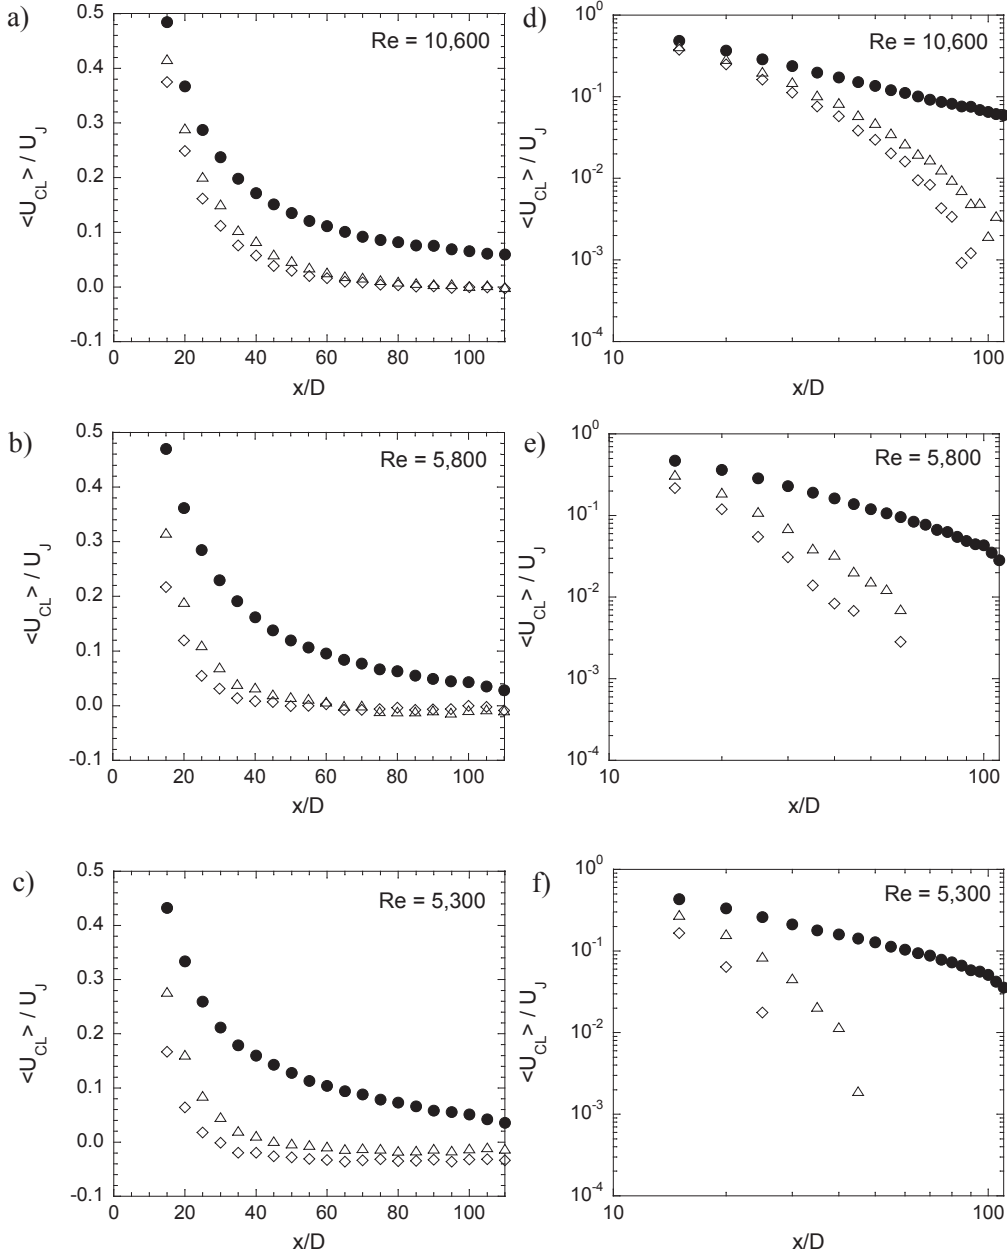 a)
Re = 10,600
0.5
0.4
0.3
0.2
0.1
0.0
-0.1
<U_CL> / U_J
0 20 40 60 80 100
x/D
d)
Re = 10,600
10^0
10^-1
10^-2
10^-3
10^-4
<U_CL> / U_J
10 100
x/D
b)
Re = 5,800
0.5
0.4
0.3
0.2
0.1
0.0
-0.1
<U_CL> / U_J
0 20 40 60 80 100
x/D
e)
Re = 5,800
10^0
10^-1
10^-2
10^-3
10^-4
<U_CL> / U_J
10 100
x/D
c)
Re = 5,300
0.5
0.4
0.3
0.2
0.1
0.0
-0.1
<U_CL> / U_J
0 20 40 60 80 100
x/D
f)
Re = 5,300
10^0
10^-1
10^-2
10^-3
10^-4
<U_CL> / U_J
10 100
x/D